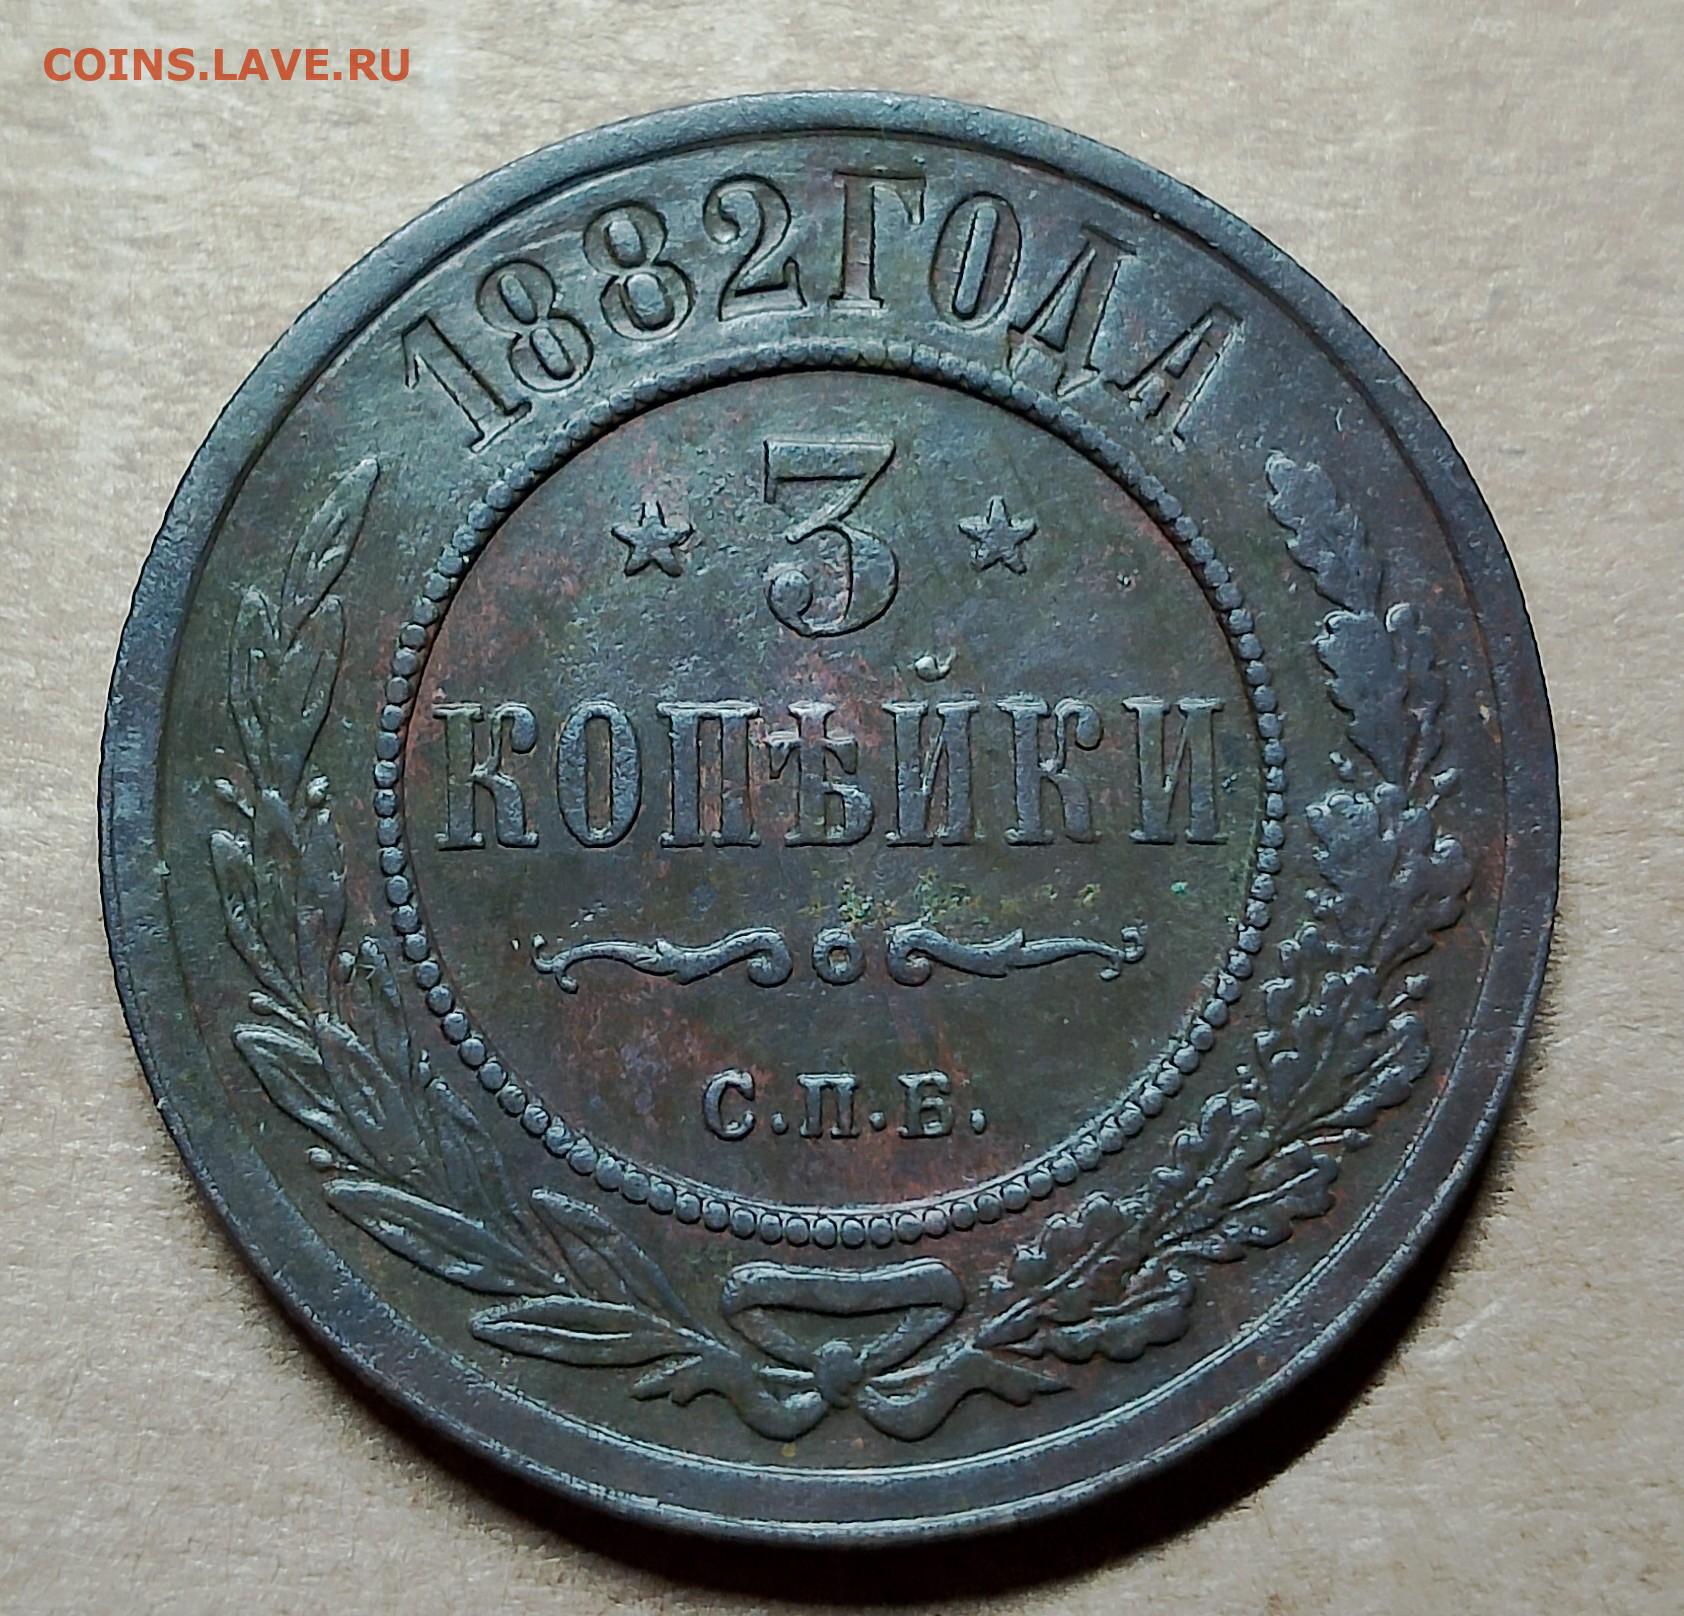 COINS.LAVE.RU
1882 ГОДА
3
КОПѢЙКИ
С.П.Б.